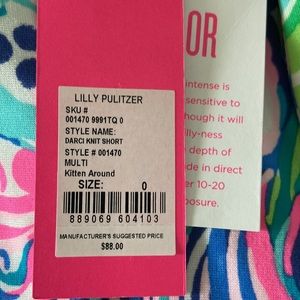 LILLY PULITZER
SKU #
001470 9991TQ 0
STYLE NAME:
DARCI KNIT SHORT
STYLE # 001470
MULTI
Kitten Around
SIZE: 0
889069 604103
MANUFACTURER'S SUGGESTED PRICE
$88.00
OR
intense is
sensitive to
though it will
lilly-ness
depth of
de in direct
er 10-20
posure.